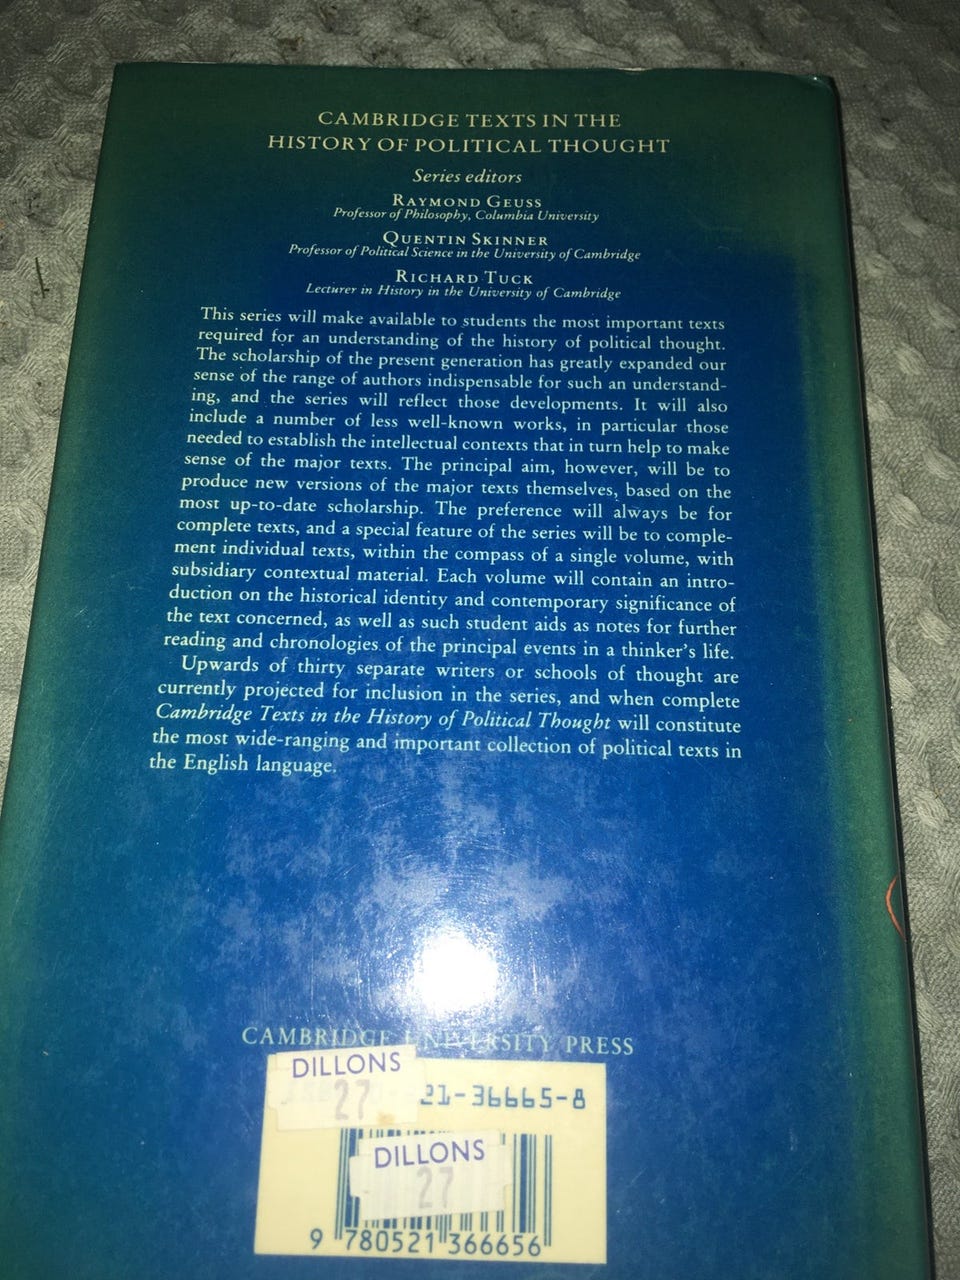 CAMBRIDGE TEXTS IN THE
HISTORY OF POLITICAL THOUGHT
Series editors
RAYMOND GEUSS
Professor of Philosophy, Columbia University
QUENTIN SKINNER
Professor of Political Science in the University of Cambridge
RICHARD TUCK
Lecturer in History in the University of Cambridge
This series will make available to students the most important texts
required for an understanding of the history of political thought.
The scholarship of the present generation has greatly expanded our
sense of the range of authors indispensable for such an understand-
ing, and the series will reflect those developments. It will also
include a number of less well-known works, in particular those
needed to establish the intellectual contexts that in turn help to make
sense of the major texts. The principal aim, however, will be to
produce new versions of the major texts themselves, based on the
most up-to-date scholarship. The preference will always be for
complete texts, and a special feature of the series will be to comple-
ment individual texts, within the compass of a single volume, with
subsidiary contextual material. Each volume will contain an intro-
duction on the historical identity and contemporary significance of
the text concerned, as well as such student aids as notes for further
reading and chronologies of the principal events in a thinker's life.
Upwards of thirty separate writers or schools of thought are
currently projected for inclusion in the series, and when complete
Cambridge Texts in the History of Political Thought will constitute
the most wide-ranging and important collection of political texts in
the English language.
CAMBRIDGE UNIVERSITY PRESS
DILLONS
27
21-36665-8
DILLONS
27
9 780521 366656